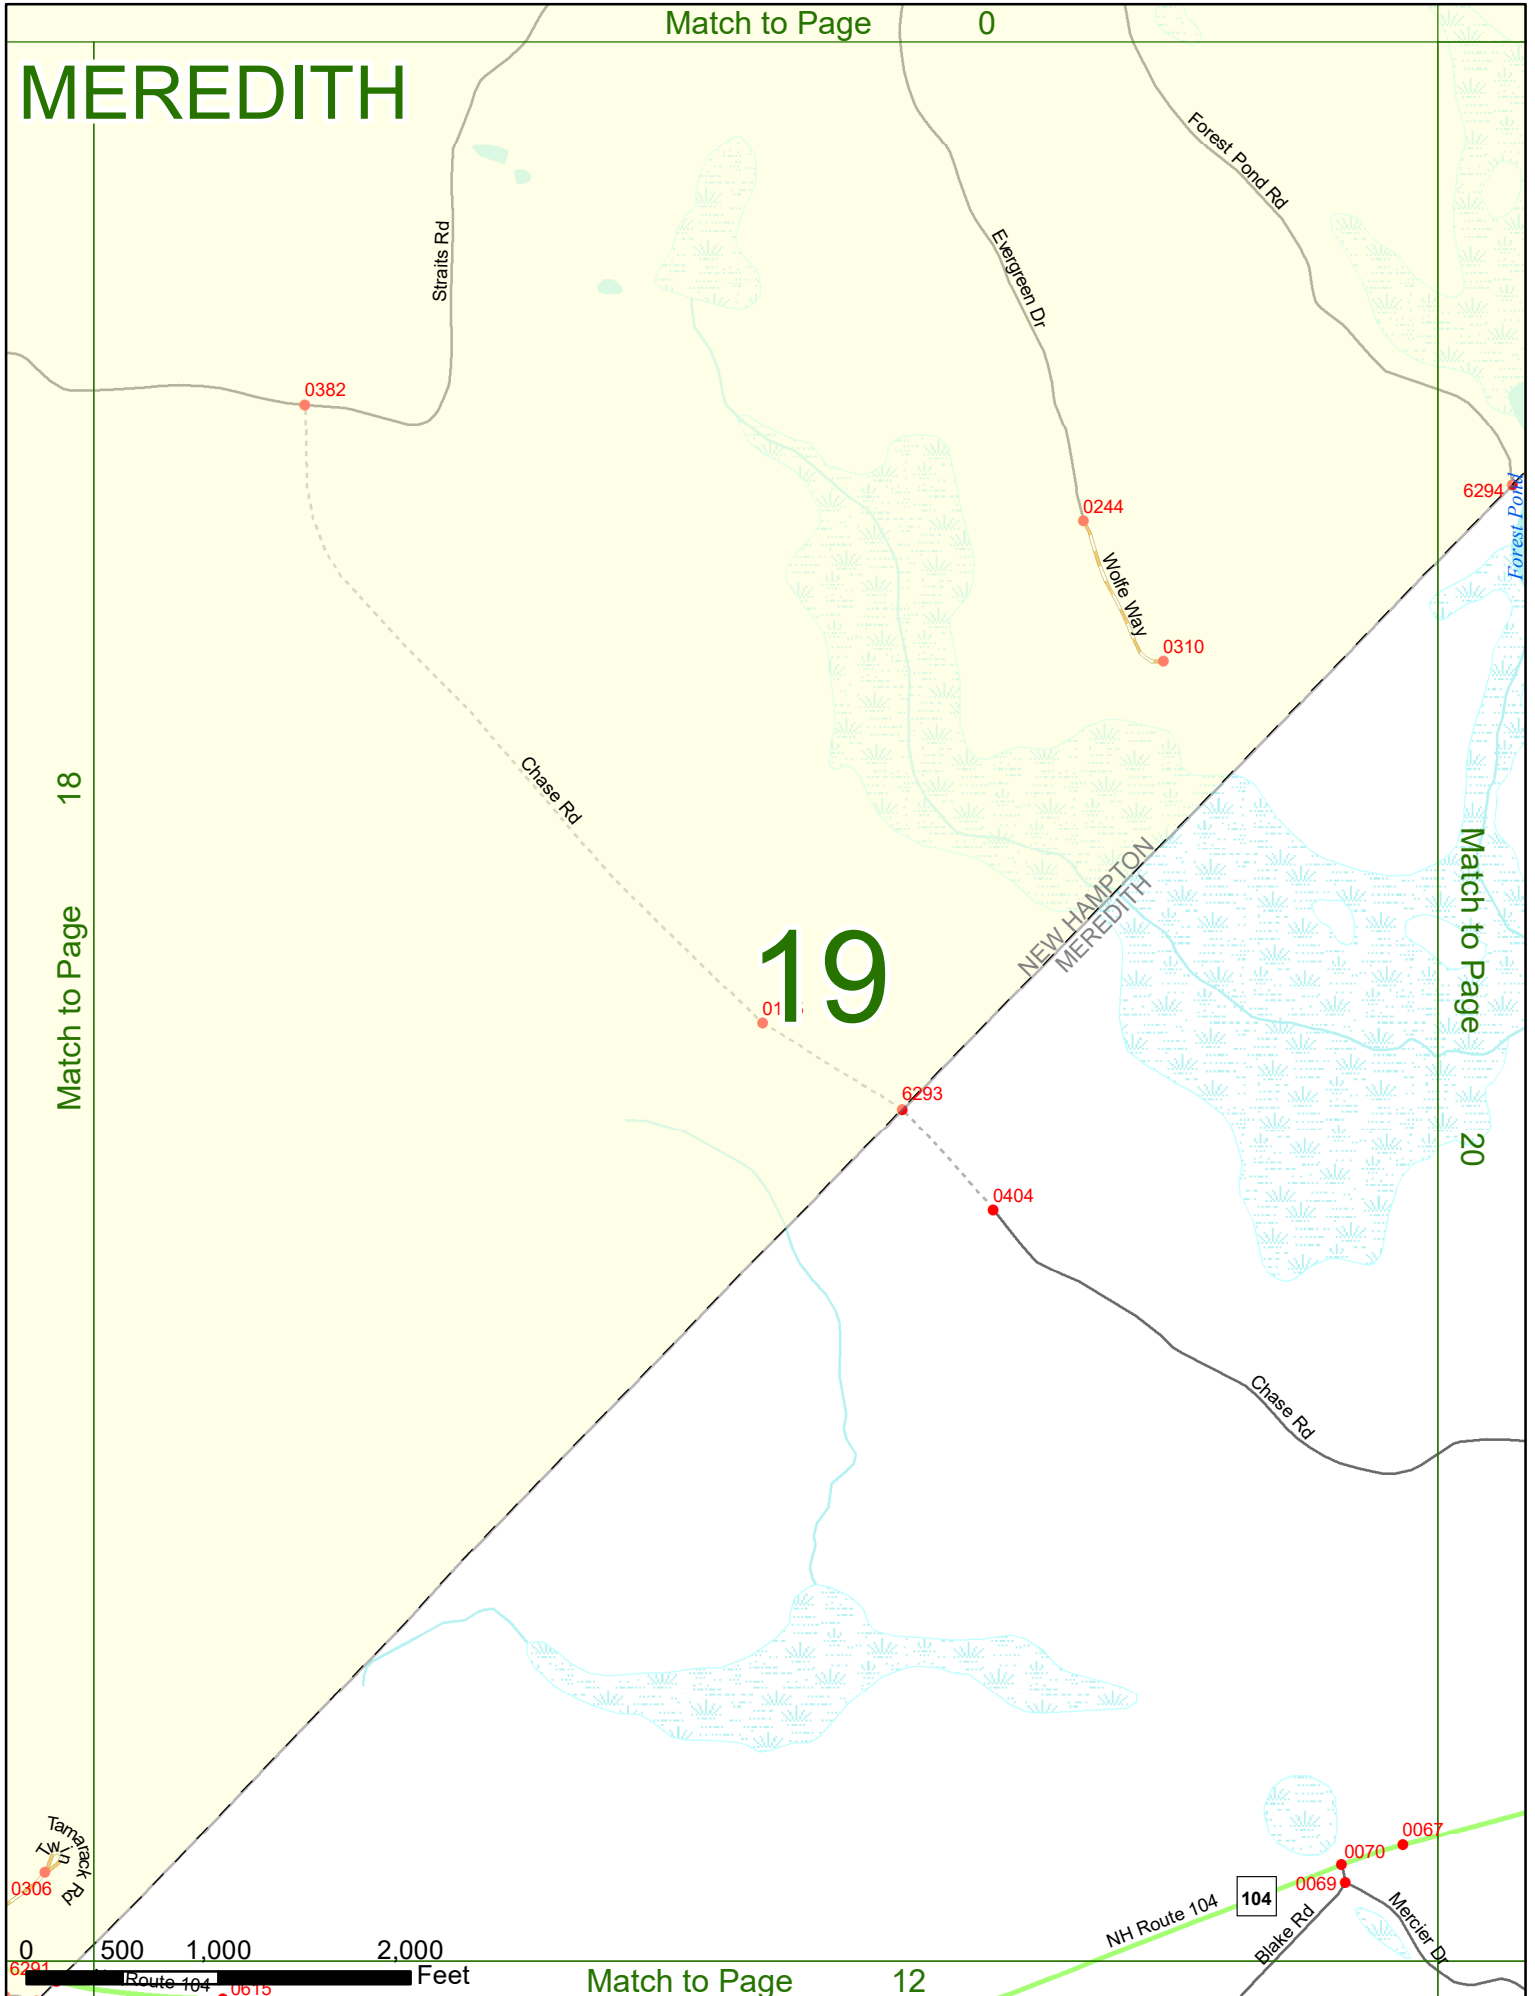 Match to Page 0
MEREDITH
Forest Pond Rd
Straits Rd
Evergreen Dr
0382
6294
Forest Pond
0244
Wolfe Way
0310
Chase Rd
Match to Page 18
NEW HAMPTON
MEREDITH
Match to Page 20
19
6293
0404
Chase Rd
Tamarack Rd
Twin
0306
0067
0070
0069
104
NH Route 104
Blake Rd
Mercier Dr
0 500 1,000 2,000
Feet
6291
Route 104
0615
Match to Page 12